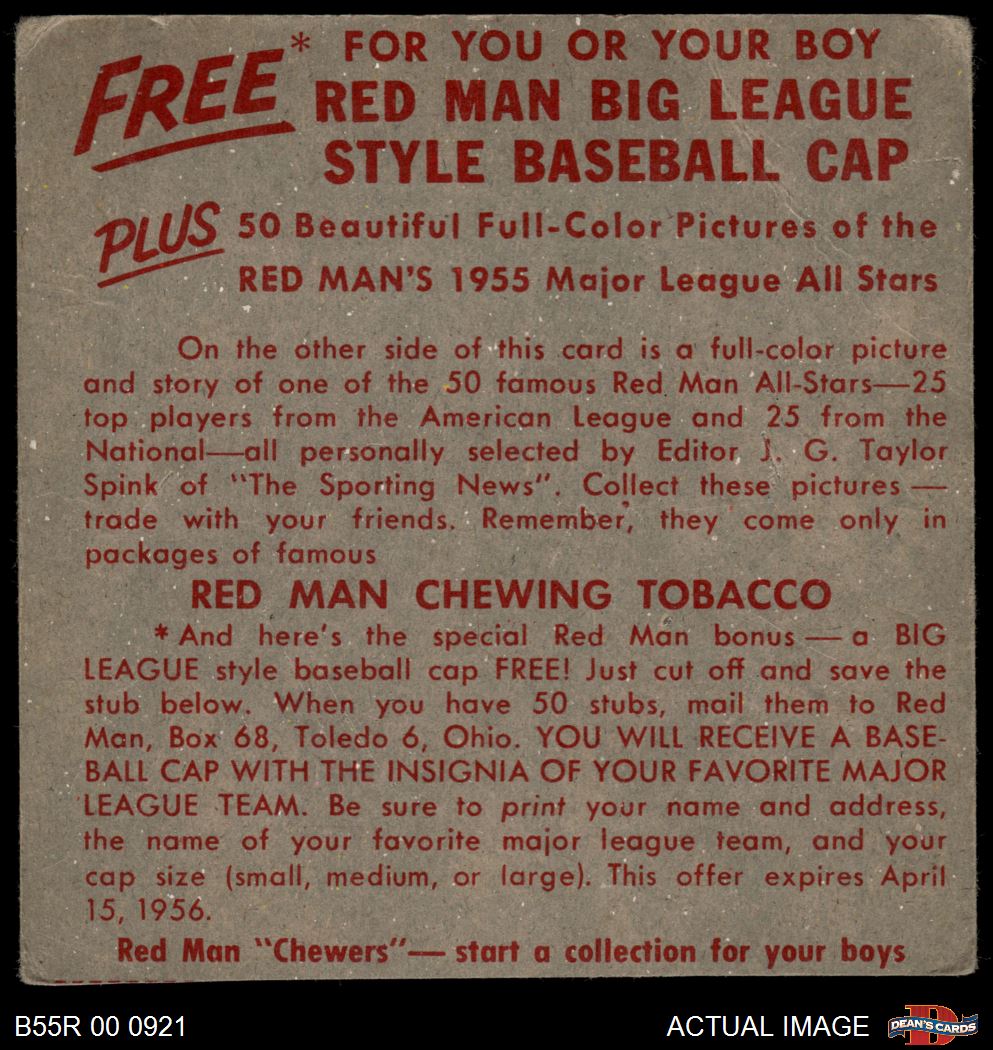 FREE* FOR YOU OR YOUR BOY
RED MAN BIG LEAGUE
STYLE BASEBALL CAP
PLUS 50 Beautiful Full-Color Pictures of the
RED MAN'S 1955 Major League All Stars
On the other side of this card is a full-color picture
and story of one of the 50 famous Red Man All-Stars—25
top players from the American League and 25 from the
National—all personally selected by Editor J. G. Taylor
Spink of "The Sporting News". Collect these pictures —
trade with your friends. Remember, they come only in
packages of famous
RED MAN CHEWING TOBACCO
* And here's the special Red Man bonus — a BIG
LEAGUE style baseball cap FREE! Just cut off and save the
stub below. When you have 50 stubs, mail them to Red
Man, Box 68, Toledo 6, Ohio. YOU WILL RECEIVE A BASE-
BALL CAP WITH THE INSIGNIA OF YOUR FAVORITE MAJOR
LEAGUE TEAM. Be sure to print your name and address,
the name of your favorite major league team, and your
cap size (small, medium, or large). This offer expires April
15, 1956.
Red Man "Chewers"— start a collection for your boys
B55R 00 0921
ACTUAL IMAGE
DEAN'S CARDS